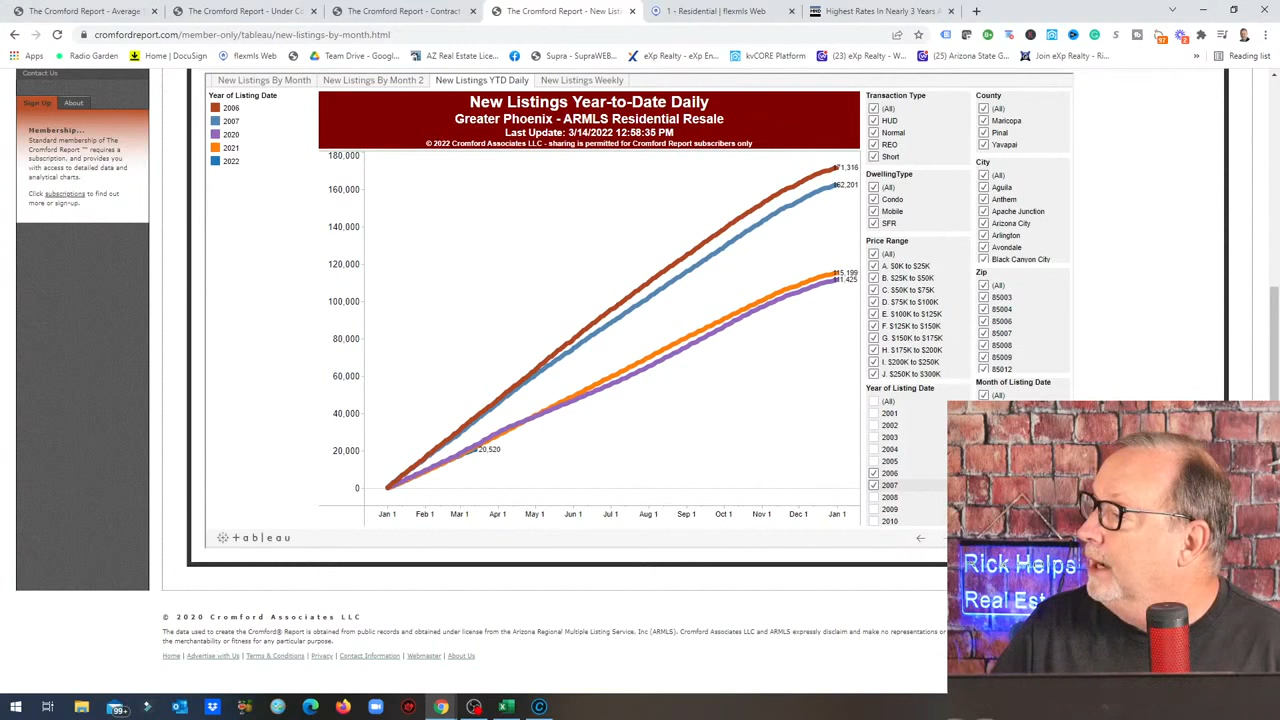 The Cromford Report - Average
The Cromford Report - Under Co
The Cromford Report - Contract
The Cromford Report - New Listings
1 - Residential | flexmls Web
Highest Rates In Nearly 3 Years
cromfordreport.com/member-only/tableau/new-listings-by-month.html
Apps
Radio Garden
Home | DocuSign
flexmls Web
Team Drive - Googl...
AZ Real Estate Lice...
Supra - SupraWEB...
eXp Realty - We en...
kvCORE Platform
(23) eXp Realty - W...
(25) Arizona State G...
Join eXp Realty - Ri...
Reading list
Contact Us
Sign Up
About
Membership...
Standard membership of The
Cromford Report ™ requires a
subscription, and provides you
with access to detailed data and
analytical charts.
Click subscriptions to find out
more or sign-up.
New Listings By Month
New Listings By Month 2
New Listings YTD Daily
New Listings Weekly
Year of Listing Date
2006
2007
2020
2021
2022
New Listings Year-to-Date Daily
Greater Phoenix - ARMLS Residential Resale
Last Update: 3/14/2022 12:58:35 PM
© 2022 Cromford Associates LLC - sharing is permitted for Cromford Report subscribers only
180,000
160,000
140,000
120,000
100,000
80,000
60,000
40,000
20,000
0
171,316
162,201
115,199
111,425
20,520
Jan 1
Feb 1
Mar 1
Apr 1
May 1
Jun 1
Jul 1
Aug 1
Sep 1
Oct 1
Nov 1
Dec 1
Jan 1
Transaction Type
(All)
HUD
Normal
REO
Short
DwellingType
(All)
Condo
Mobile
SFR
Price Range
(All)
A. $0K to $25K
B. $25K to $50K
C. $50K to $75K
D. $75K to $100K
E. $100K to $125K
F. $125K to $150K
G. $150K to $175K
H. $175K to $200K
I. $200K to $250K
J. $250K to $300K
Year of Listing Date
(All)
2001
2002
2003
2004
2005
2006
2007
2008
2009
2010
County
(All)
Maricopa
Pinal
Yavapai
City
(All)
Aguila
Anthem
Apache Junction
Arizona City
Arlington
Avondale
Black Canyon City
Zip
(All)
85003
85004
85006
85007
85008
85009
85012
Month of Listing Date
(All)
+ a b l e a u
Rick Helps
Real Est
© 2020 Cromford Associates LLC
The data used to create the Cromford® Report is obtained from public records and obtained under license from the Arizona Regional Multiple Listing Service, Inc (ARMLS). Cromford Associates LLC and ARMLS expressly disclaim and make no representations or
the merchantability or fitness for any particular purpose.
Home | Advertise with Us | Terms & Conditions | Privacy | Contact Information | Webmaster | About Us
99+